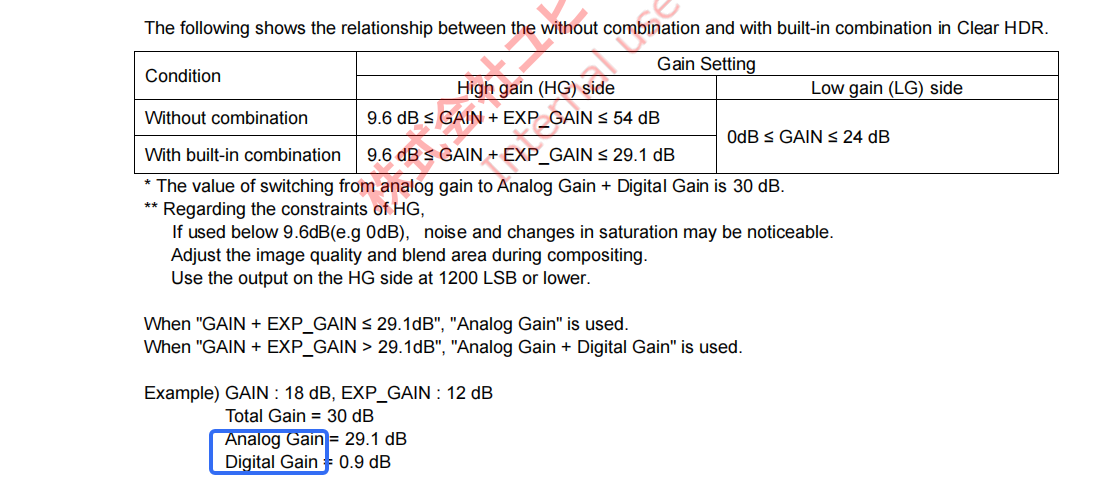 The following shows the relationship between the without combination and with built-in combination in Clear HDR.
Condition
Gain Setting
High gain (HG) side
Low gain (LG) side
Without combination
9.6 dB ≤ GAIN + EXP_GAIN ≤ 54 dB
0dB ≤ GAIN ≤ 24 dB
With built-in combination
9.6 dB ≤ GAIN + EXP_GAIN ≤ 29.1 dB
* The value of switching from analog gain to Analog Gain + Digital Gain is 30 dB.
** Regarding the constraints of HG,
If used below 9.6dB(e.g 0dB), noise and changes in saturation may be noticeable.
Adjust the image quality and blend area during compositing.
Use the output on the HG side at 1200 LSB or lower.
When "GAIN + EXP_GAIN ≤ 29.1dB", "Analog Gain" is used.
When "GAIN + EXP_GAIN > 29.1dB", "Analog Gain + Digital Gain" is used.
Example) GAIN : 18 dB, EXP_GAIN : 12 dB
Total Gain = 30 dB
Analog Gain = 29.1 dB
Digital Gain = 0.9 dB
株式会社エビ
Internal use